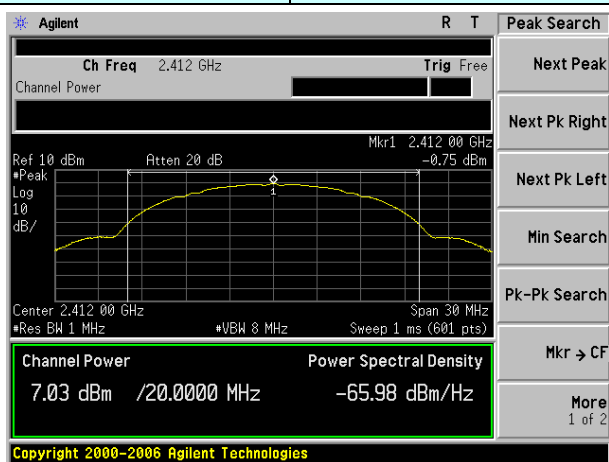 Agilent R T Peak Search
Ch Freq 2.412 GHz Trig Free
Channel Power
Mkr1 2.412 00 GHz
Ref 10 dBm Atten 20 dB -0.75 dBm
#Peak
Log
10
dB/
1
Center 2.412 00 GHz Span 30 MHz
#Res BW 1 MHz #VBW 8 MHz Sweep 1 ms (601 pts)
Channel Power Power Spectral Density
7.03 dBm /20.0000 MHz -65.98 dBm/Hz
Copyright 2000-2006 Agilent Technologies
Next Peak
Next Pk Right
Next Pk Left
Min Search
Pk-Pk Search
Mkr → CF
More
1 of 2